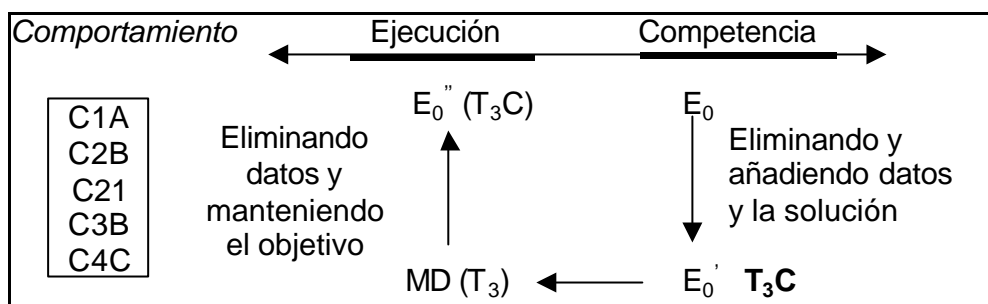 Comportamiento Ejecución Competencia
C1A
C2B
C21
C3B
C4C
Eliminando
datos y
manteniendo
el objetivo
E₀'' (T₃C)
MD (T₃)
E₀
Eliminando y
añadiendo datos
y la solución
E₀' T₃C